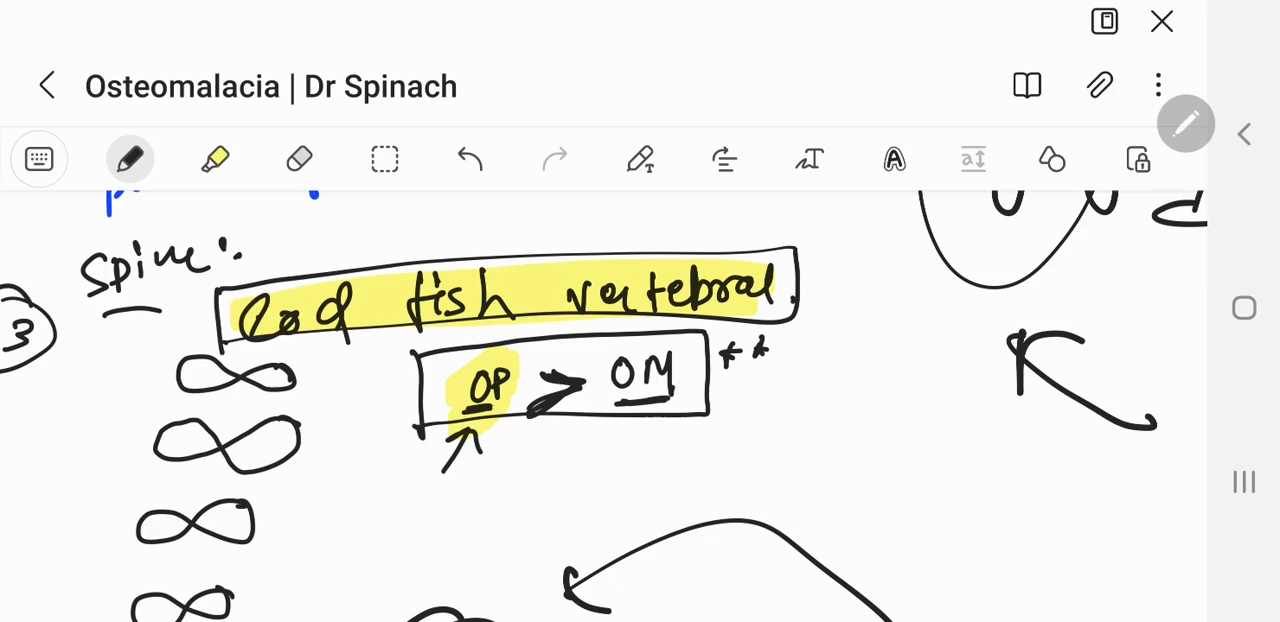 Osteomalacia | Dr Spinach
Spine:
Cod fish vertebral
3
OP > OM **